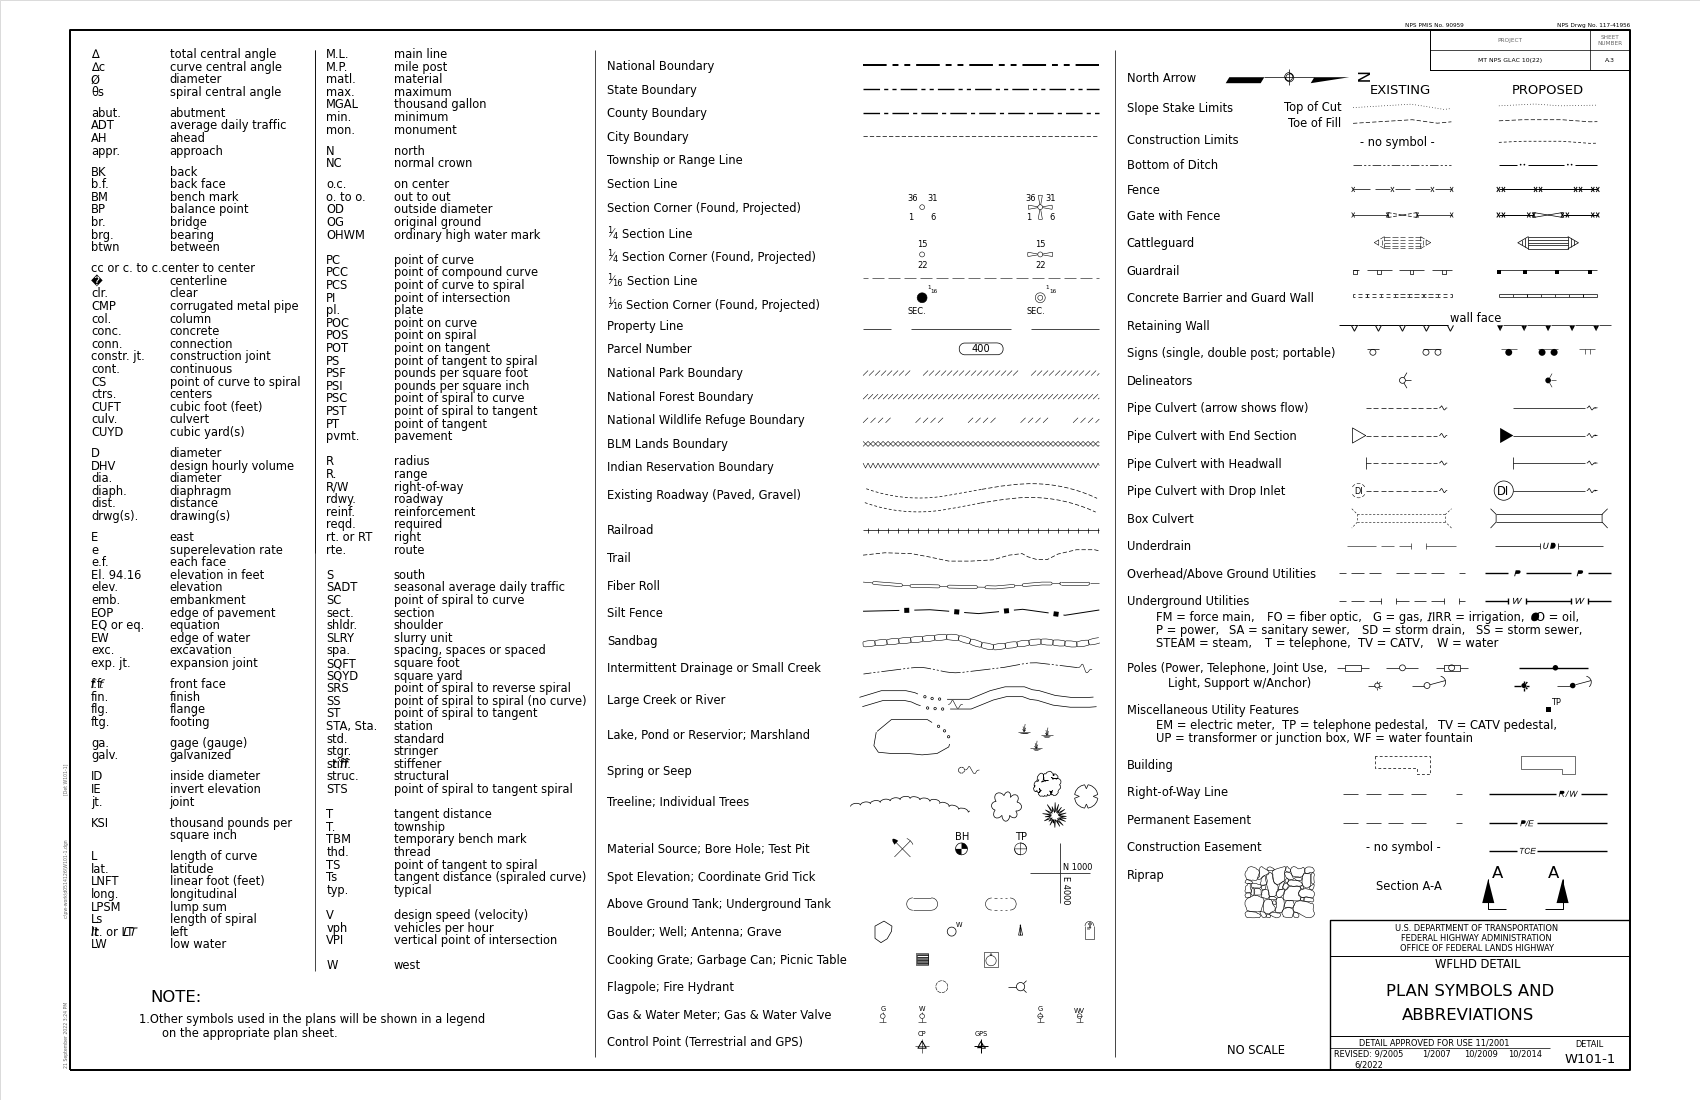 NPS PMIS No. 90959 NPS Drwg No. 117-41956
PROJECT SHEET NUMBER
MT NPS GLAC 10(22) A.3
Δ total central angle
Δc curve central angle
Ø diameter
θs spiral central angle
abut. abutment
ADT average daily traffic
AH ahead
appr. approach
BK back
b.f. back face
BM bench mark
BP balance point
br. bridge
brg. bearing
btwn between
cc or c. to c.center to center
� centerline
clr. clear
CMP corrugated metal pipe
col. column
conc. concrete
conn. connection
constr. jt. construction joint
cont. continuous
CS point of curve to spiral
ctrs. centers
CUFT cubic foot (feet)
culv. culvert
CUYD cubic yard(s)
D diameter
DHV design hourly volume
dia. diameter
diaph. diaphragm
dist. distance
drwg(s). drawing(s)
E east
e superelevation rate
e.f. each face
El. 94.16 elevation in feet
elev. elevation
emb. embankment
EOP edge of pavement
EQ or eq. equation
EW edge of water
exc. excavation
exp. jt. expansion joint
f.f. front face
fin. finish
flg. flange
ftg. footing
ga. gage (gauge)
galv. galvanized
ID inside diameter
IE invert elevation
jt. joint
KSI thousand pounds per
square inch
L length of curve
lat. latitude
LNFT linear foot (feet)
long. longitudinal
LPSM lump sum
Ls length of spiral
lt. or LT left
LW low water
M.L. main line
M.P. mile post
matl. material
max. maximum
MGAL thousand gallon
min. minimum
mon. monument
N north
NC normal crown
o.c. on center
o. to o. out to out
OD outside diameter
OG original ground
OHWM ordinary high water mark
PC point of curve
PCC point of compound curve
PCS point of curve to spiral
PI point of intersection
pl. plate
POC point on curve
POS point on spiral
POT point on tangent
PS point of tangent to spiral
PSF pounds per square foot
PSI pounds per square inch
PSC point of spiral to curve
PST point of spiral to tangent
PT point of tangent
pvmt. pavement
R radius
R. range
R/W right-of-way
rdwy. roadway
reinf. reinforcement
reqd. required
rt. or RT right
rte. route
S south
SADT seasonal average daily traffic
SC point of spiral to curve
sect. section
shldr. shoulder
SLRY slurry unit
spa. spacing, spaces or spaced
SQFT square foot
SQYD square yard
SRS point of spiral to reverse spiral
SS point of spiral to spiral (no curve)
ST point of spiral to tangent
STA, Sta. station
std. standard
stgr. stringer
stiff. stiffener
struc. structural
STS point of spiral to tangent spiral
T tangent distance
T. township
TBM temporary bench mark
thd. thread
TS point of tangent to spiral
Ts tangent distance (spiraled curve)
typ. typical
V design speed (velocity)
vph vehicles per hour
VPI vertical point of intersection
W west
NOTE:
1.Other symbols used in the plans will be shown in a legend
on the appropriate plan sheet.
National Boundary
State Boundary
County Boundary
City Boundary
Township or Range Line
Section Line
Section Corner (Found, Projected) 36 31 1 6 36 31 1 6
1⁄4 Section Line
1⁄4 Section Corner (Found, Projected) 15 22 15 22
1⁄16 Section Line
1⁄16 Section Corner (Found, Projected) 1 16 SEC. 1 16 SEC.
Property Line
Parcel Number 400
National Park Boundary
National Forest Boundary
National Wildlife Refuge Boundary
BLM Lands Boundary
Indian Reservation Boundary
Existing Roadway (Paved, Gravel)
Railroad
Trail
Fiber Roll
Silt Fence
Sandbag
Intermittent Drainage or Small Creek
Large Creek or River
Lake, Pond or Reservior; Marshland
Spring or Seep
Treeline; Individual Trees
Material Source; Bore Hole; Test Pit BH TP
Spot Elevation; Coordinate Grid Tick N 1000 E 4000
Above Ground Tank; Underground Tank
Boulder; Well; Antenna; Grave W
Cooking Grate; Garbage Can; Picnic Table
Flagpole; Fire Hydrant
Gas & Water Meter; Gas & Water Valve G W G WV
Control Point (Terrestrial and GPS) CP GPS
North Arrow N
EXISTING PROPOSED
Slope Stake Limits Top of Cut
Toe of Fill
Construction Limits - no symbol -
Bottom of Ditch
Fence
Gate with Fence
Cattleguard
Guardrail
Concrete Barrier and Guard Wall
wall face
Retaining Wall
Signs (single, double post; portable)
Delineators
Pipe Culvert (arrow shows flow)
Pipe Culvert with End Section
Pipe Culvert with Headwall
Pipe Culvert with Drop Inlet DI DI
Box Culvert
Underdrain UD
Overhead/Above Ground Utilities P P
Underground Utilities W W
FM = force main, FO = fiber optic, G = gas, IRR = irrigation, O = oil,
P = power, SA = sanitary sewer, SD = storm drain, SS = storm sewer,
STEAM = steam, T = telephone, TV = CATV, W = water
Poles (Power, Telephone, Joint Use,
Light, Support w/Anchor)
Miscellaneous Utility Features TP
EM = electric meter, TP = telephone pedestal, TV = CATV pedestal,
UP = transformer or junction box, WF = water fountain
Building
Right-of-Way Line R/W
Permanent Easement P/E
Construction Easement - no symbol - TCE
Riprap Section A-A A A
NO SCALE
U.S. DEPARTMENT OF TRANSPORTATION
FEDERAL HIGHWAY ADMINISTRATION
OFFICE OF FEDERAL LANDS HIGHWAY
WFLHD DETAIL
PLAN SYMBOLS AND
ABBREVIATIONS
DETAIL APPROVED FOR USE 11/2001
REVISED: 9/2005 1/2007 10/2009 10/2014
6/2022
DETAIL
W101-1
21 September 2022 3:24 PM